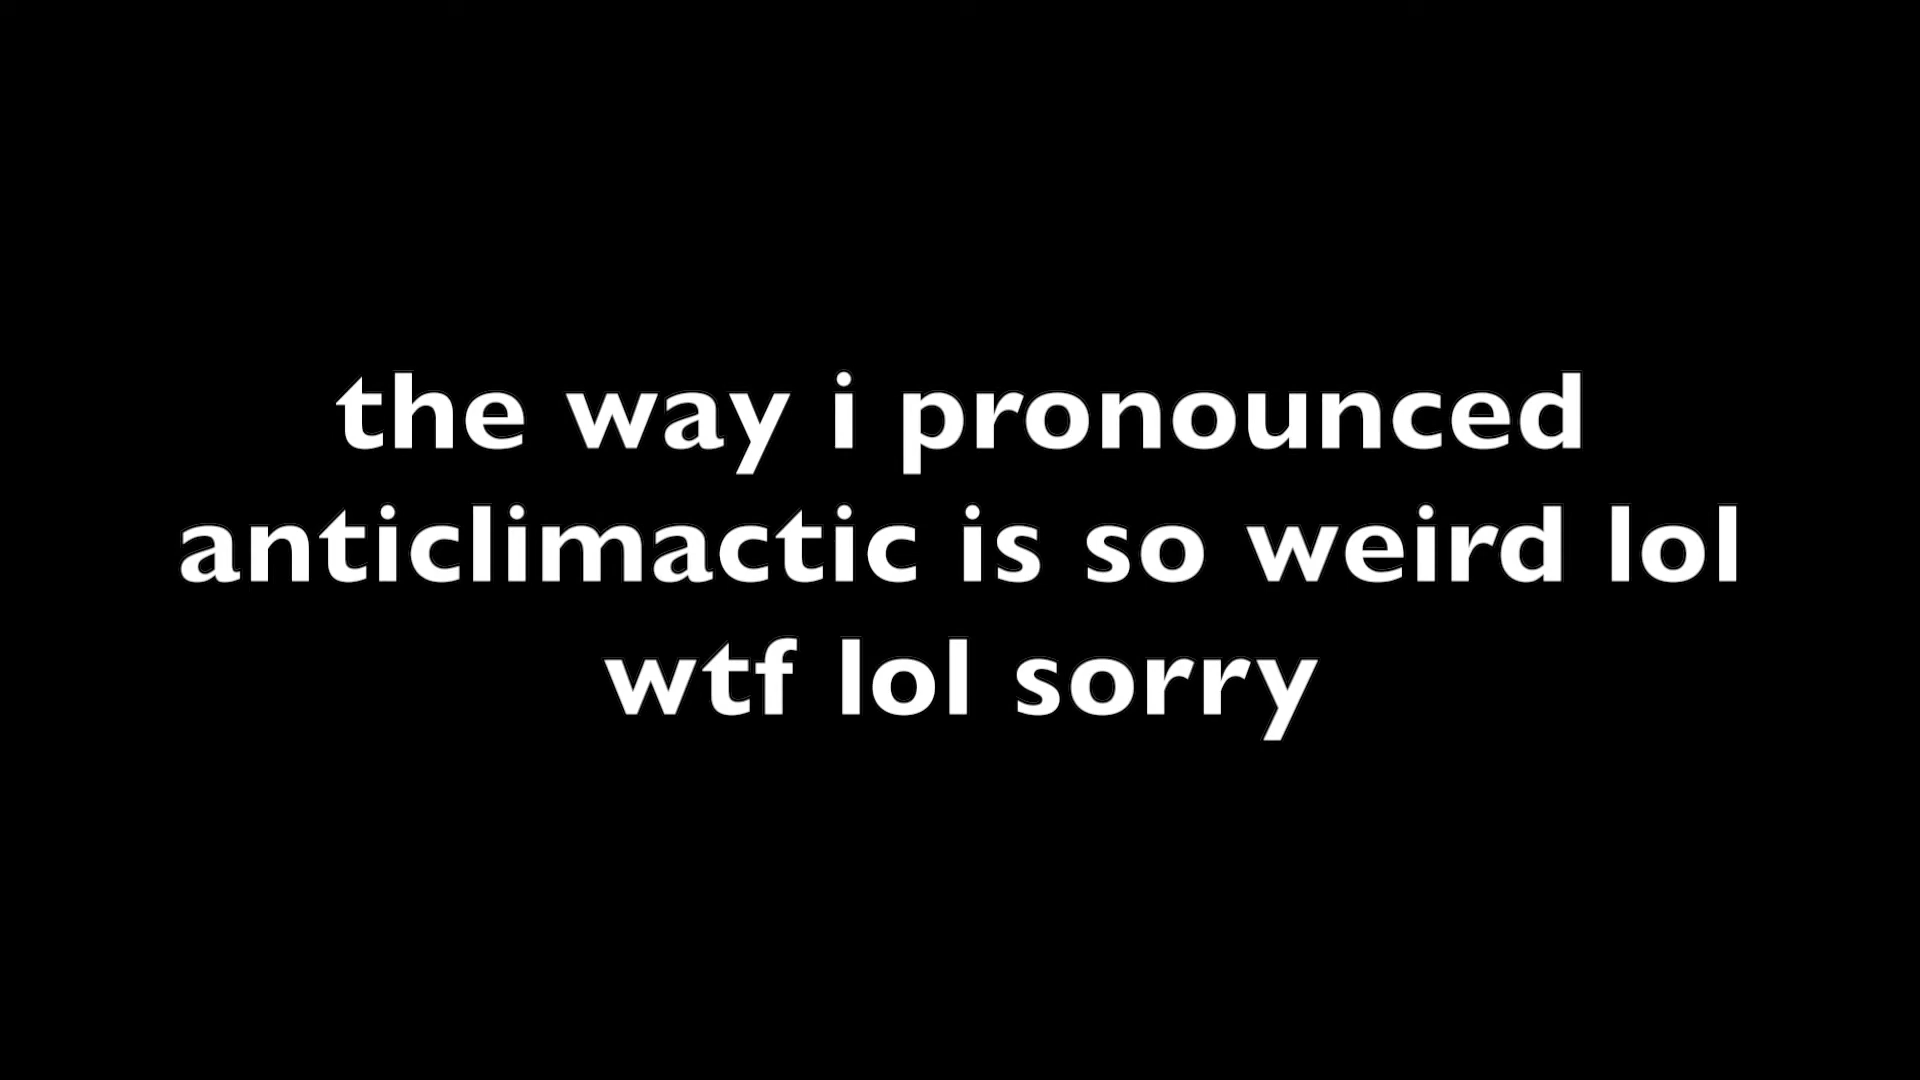 the way i pronounced
anticlimactic is so weird lol
wtf lol sorry